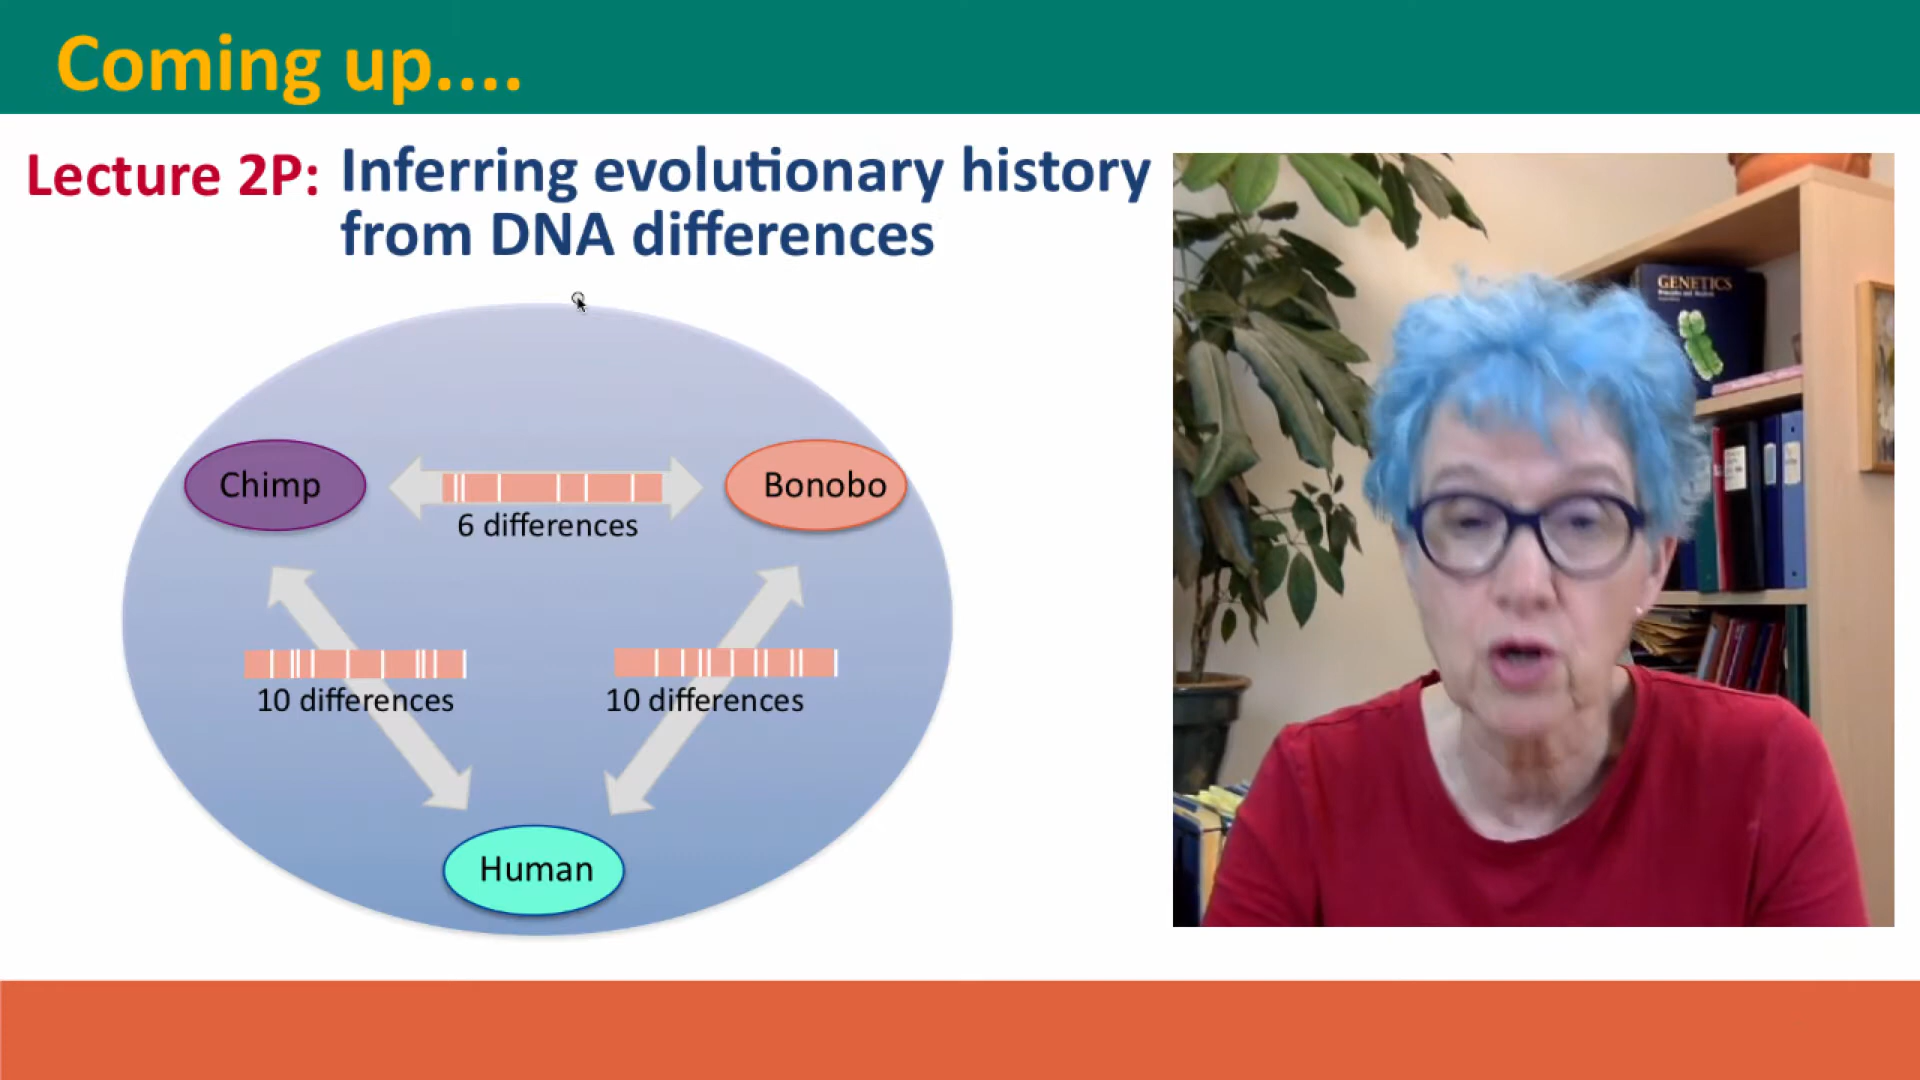 Coming up....
Lecture 2P: Inferring evolutionary history
from DNA differences
GENETICS
Chimp
Bonobo
6 differences
10 differences
10 differences
Human